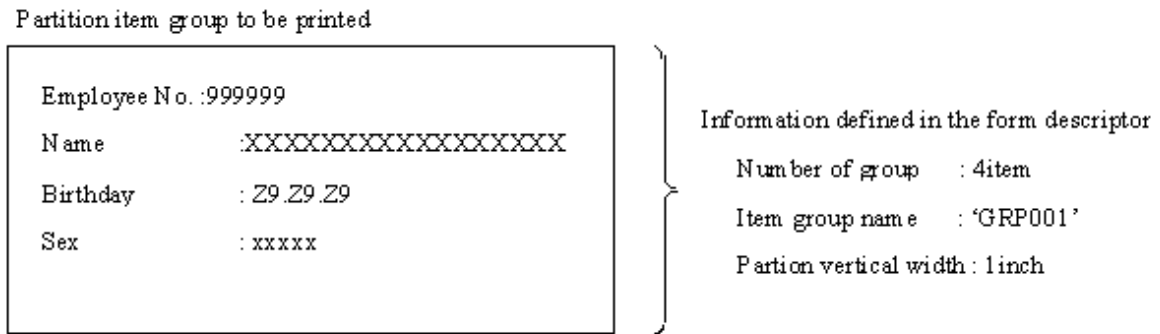 Partition item group to be printed
Employee No. :999999
Name :XXXXXXXXXXXXXXXXX
Birthday : Z9.Z9.Z9
Sex : xxxxx
Information defined in the form descriptor
Number of group : 4item
Item group name : ‘GRP001’
Partion vertical width : 1inch